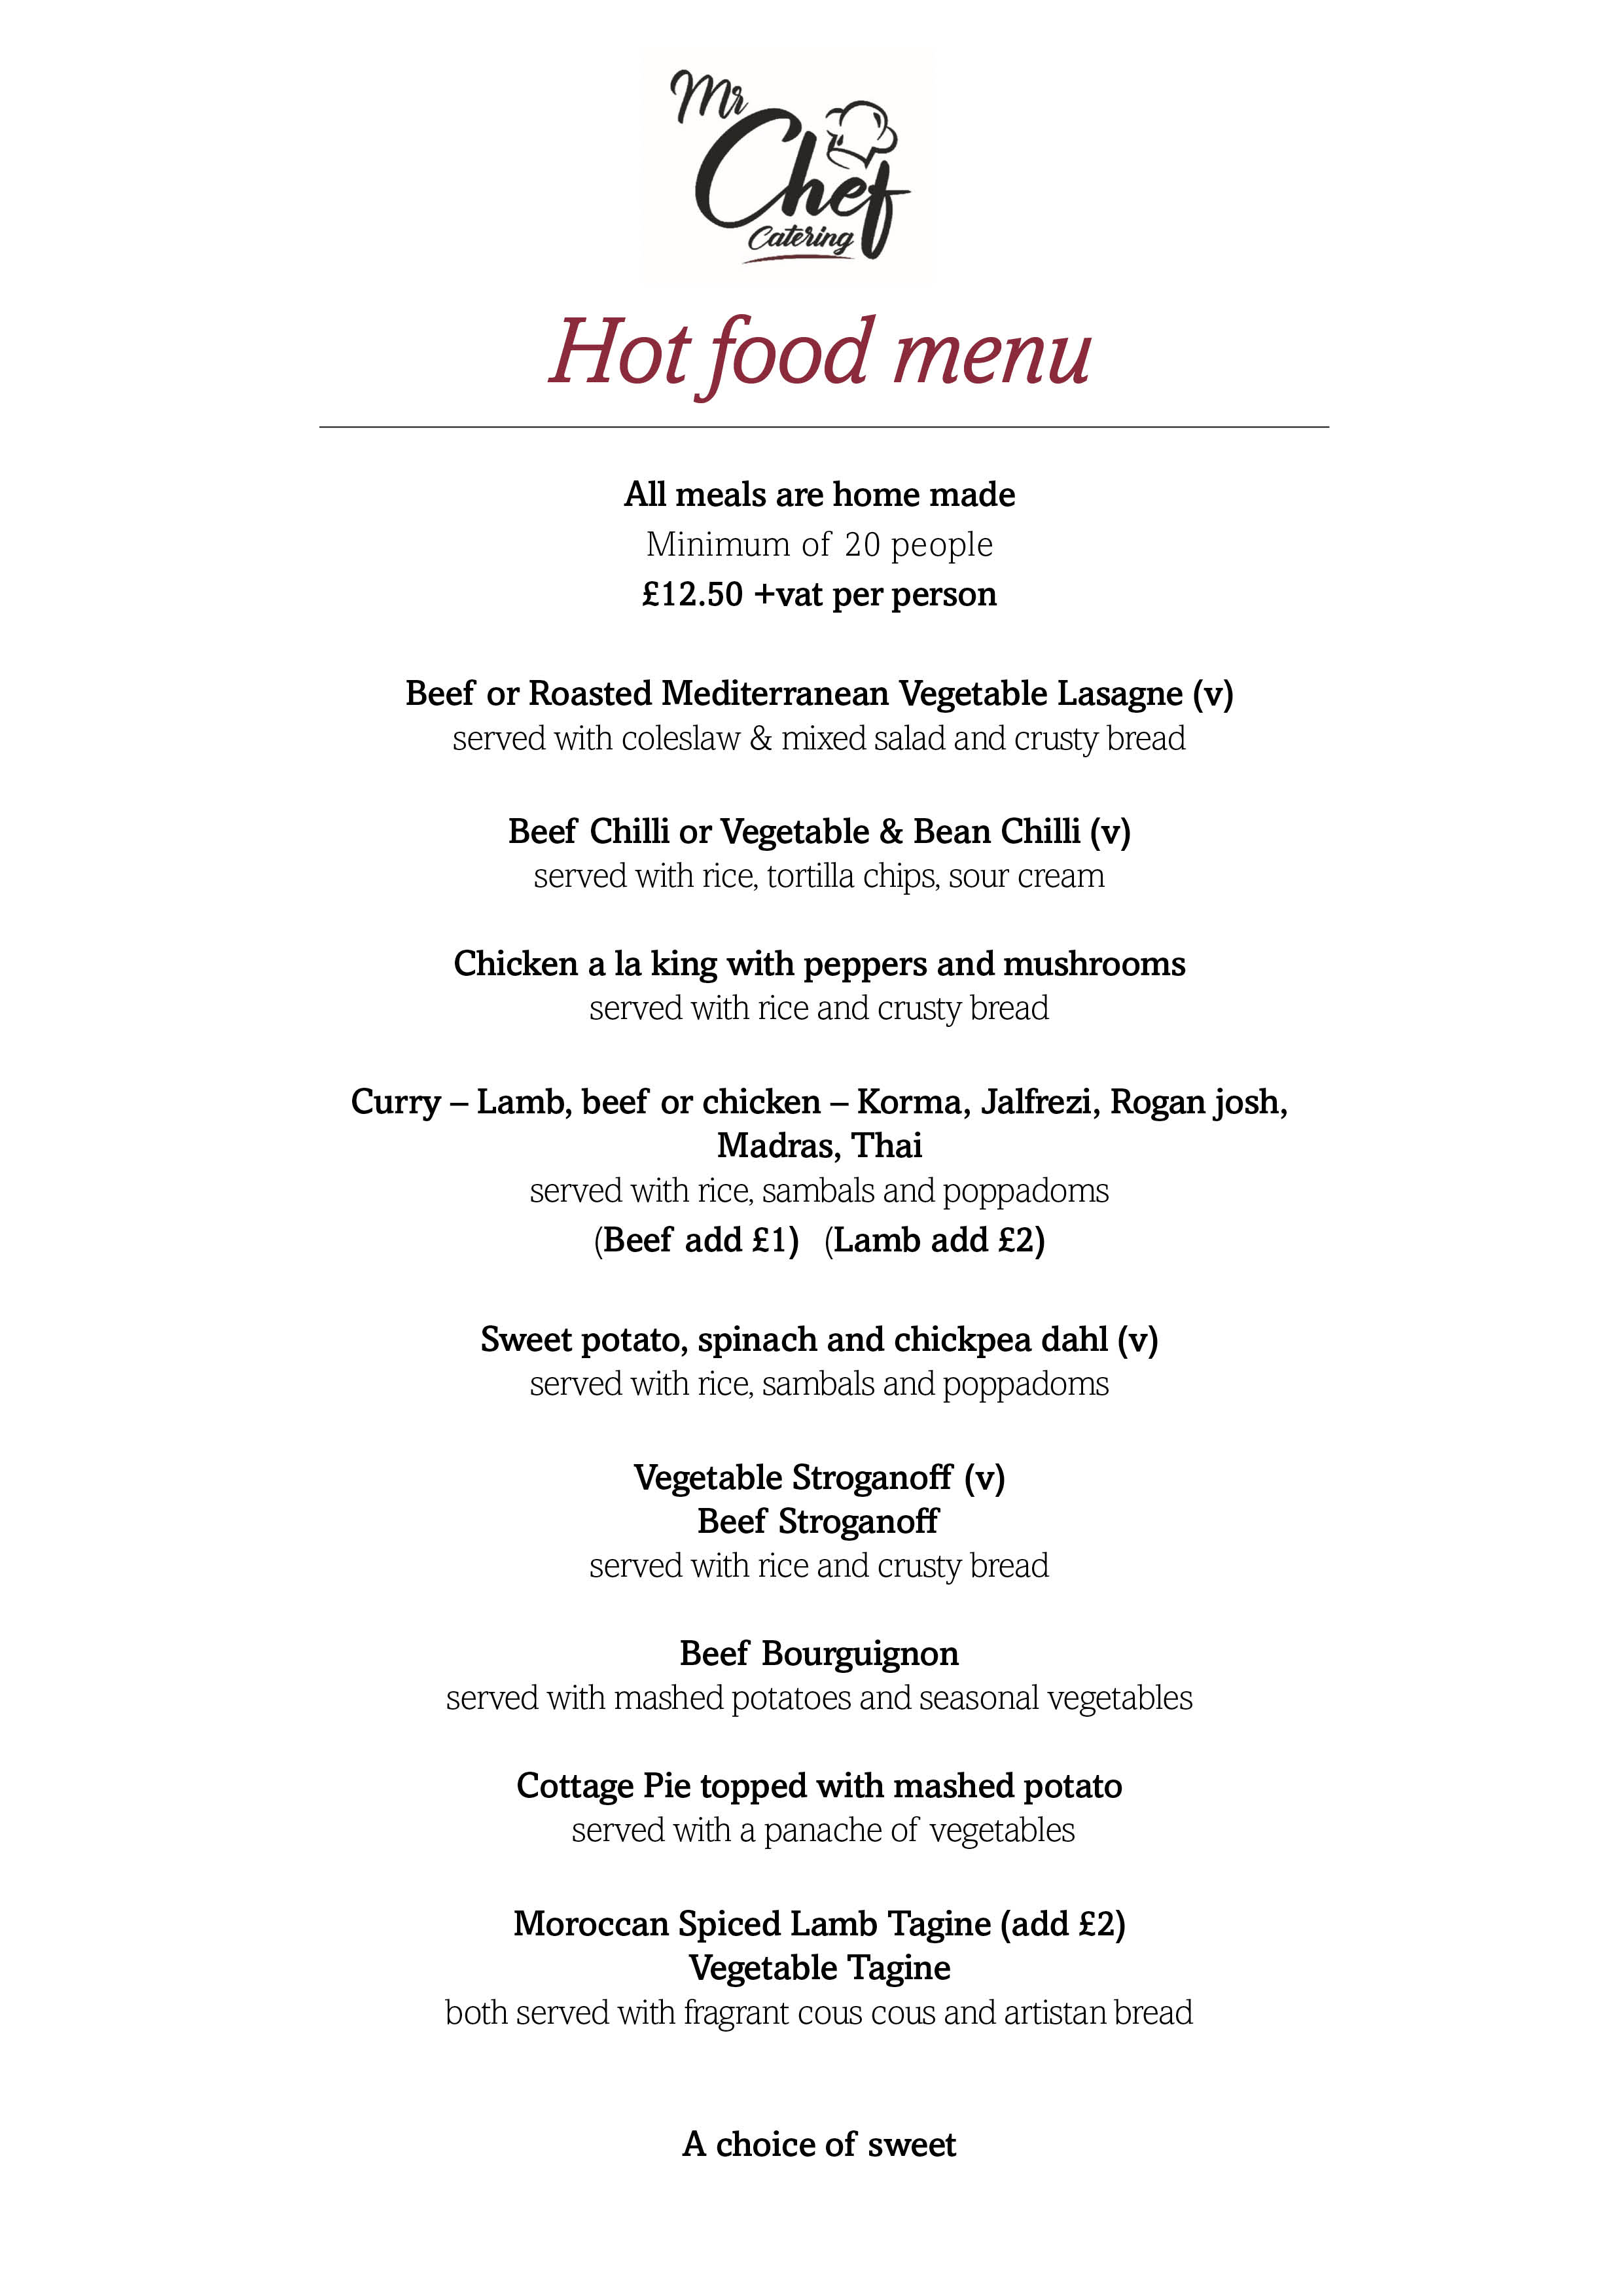 Mr
Chef
Catering
Hot food menu
All meals are home made
Minimum of 20 people
£12.50 +vat per person
Beef or Roasted Mediterranean Vegetable Lasagne (v)
served with coleslaw & mixed salad and crusty bread
Beef Chilli or Vegetable & Bean Chilli (v)
served with rice, tortilla chips, sour cream
Chicken a la king with peppers and mushrooms
served with rice and crusty bread
Curry – Lamb, beef or chicken – Korma, Jalfrezi, Rogan josh,
Madras, Thai
served with rice, sambals and poppadoms
(Beef add £1) (Lamb add £2)
Sweet potato, spinach and chickpea dahl (v)
served with rice, sambals and poppadoms
Vegetable Stroganoff (v)
Beef Stroganoff
served with rice and crusty bread
Beef Bourguignon
served with mashed potatoes and seasonal vegetables
Cottage Pie topped with mashed potato
served with a panache of vegetables
Moroccan Spiced Lamb Tagine (add £2)
Vegetable Tagine
both served with fragrant cous cous and artistan bread
A choice of sweet